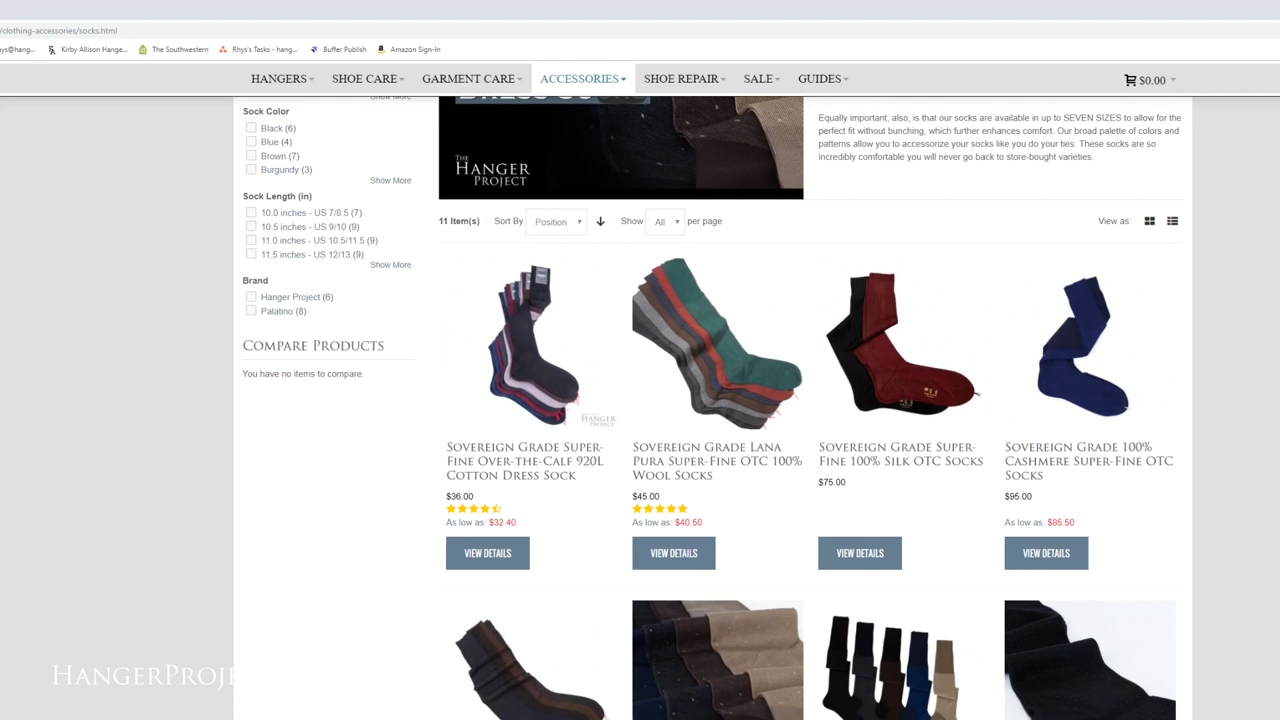 /clothing-accessories/socks.html
ys@hang... Kirby Allison Hange... The Southwestern Rhys's Tasks - hang... Buffer Publish Amazon Sign-In
HANGERS SHOE CARE GARMENT CARE ACCESSORIES SHOE REPAIR SALE GUIDES $0.00
Show More
Sock Color
Black (6)
Blue (4)
Brown (7)
Burgundy (3)
Show More
Sock Length (in)
10.0 inches - US 7/8.5 (7)
10.5 inches - US 9/10 (9)
11.0 inches - US 10.5/11.5 (9)
11.5 inches - US 12/13 (9)
Show More
Brand
Hanger Project (6)
Palatino (8)
Compare Products
You have no items to compare.
The
Hanger
Project
Equally important, also, is that our socks are available in up to SEVEN SIZES to allow for the
perfect fit without bunching, which further enhances comfort. Our broad palette of colors and
patterns allow you to accessorize your socks like you do your ties. These socks are so
incredibly comfortable you will never go back to store-bought varieties.
11 Item(s) Sort By Position Show All per page View as:
Hanger
Project
Sovereign Grade Super-
Fine Over-the-Calf 920L
Cotton Dress Sock
$36.00
As low as: $32.40
VIEW DETAILS
Sovereign Grade Lana
Pura Super-Fine OTC 100%
Wool Socks
$45.00
As low as: $40.50
VIEW DETAILS
Sovereign Grade Super-
Fine 100% Silk OTC Socks
$75.00
VIEW DETAILS
Sovereign Grade 100%
Cashmere Super-Fine OTC
Socks
$95.00
As low as: $85.50
VIEW DETAILS
HangerProje